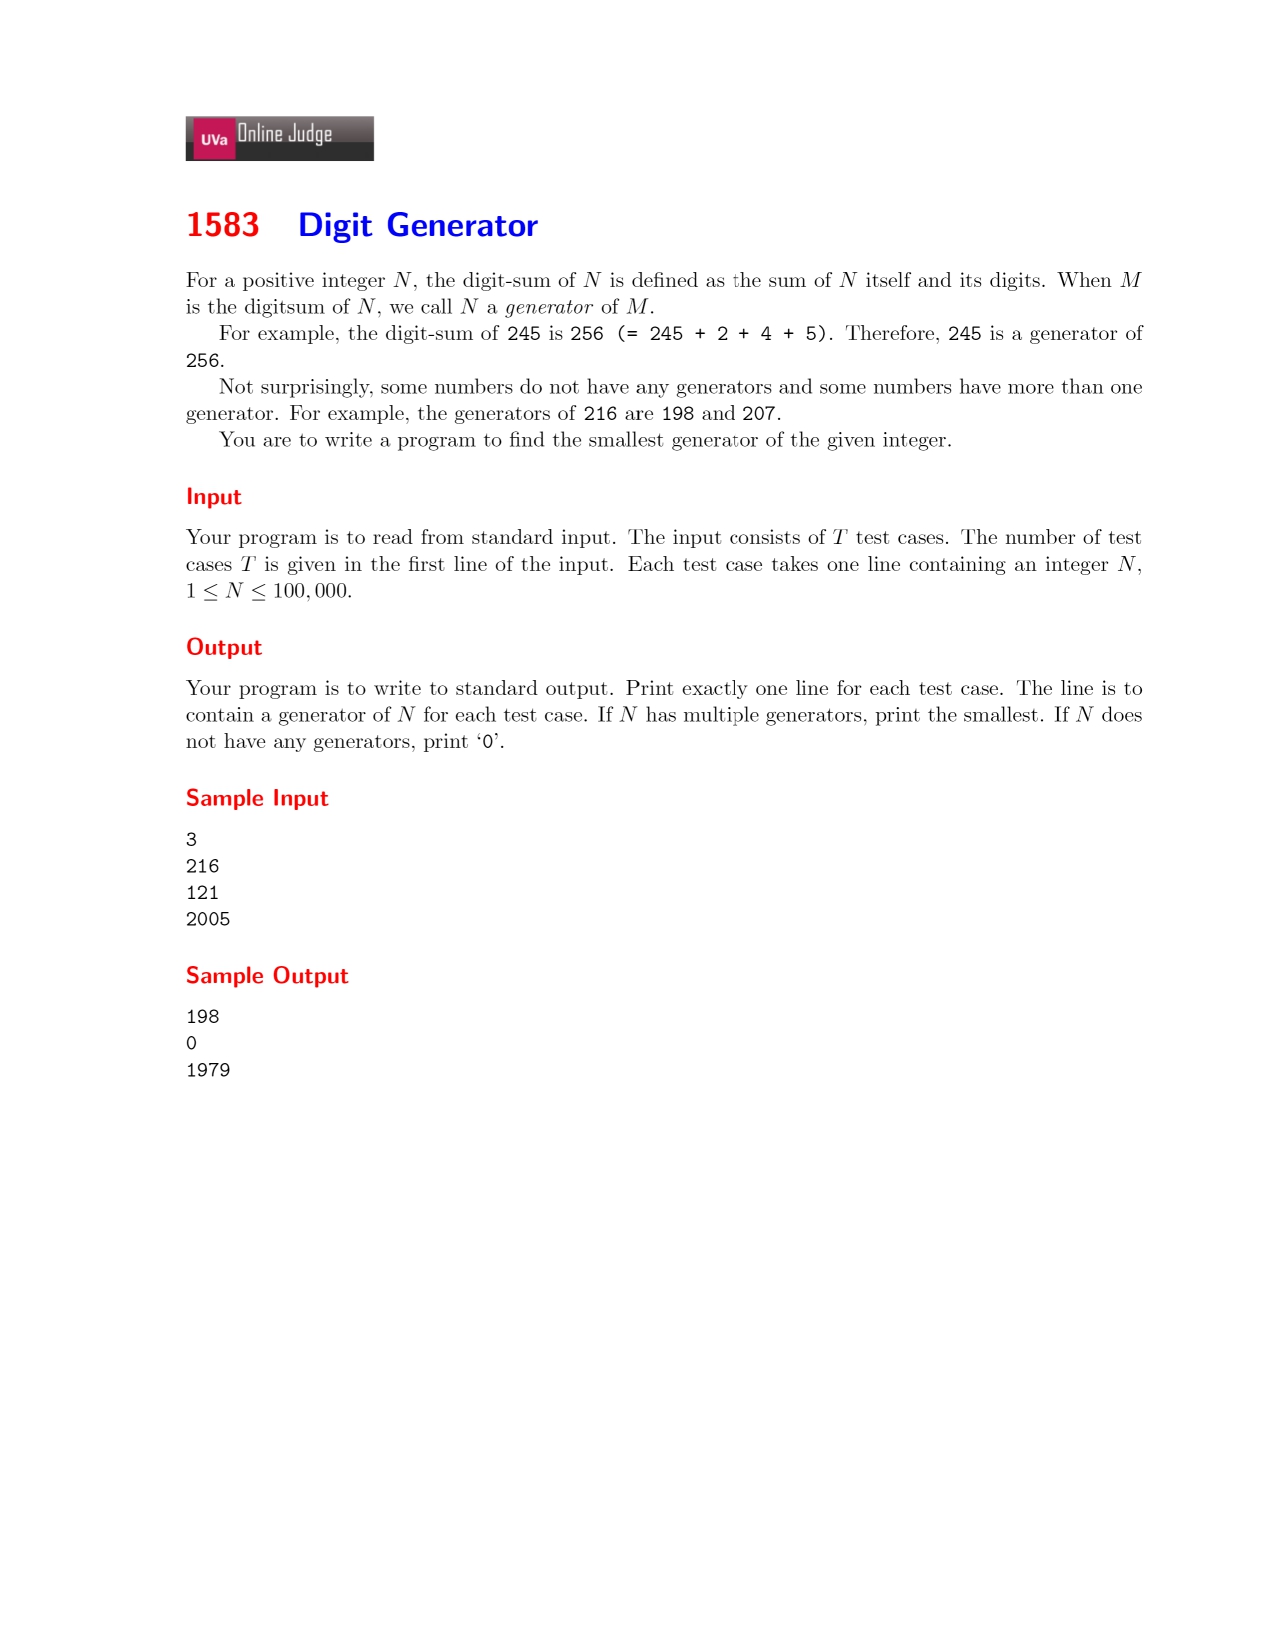 UVa Online Judge
1583 Digit Generator
For a positive integer N, the digit-sum of N is defined as the sum of N itself and its digits. When M
is the digitsum of N, we call N a generator of M.
For example, the digit-sum of 245 is 256 (= 245 + 2 + 4 + 5). Therefore, 245 is a generator of
256.
Not surprisingly, some numbers do not have any generators and some numbers have more than one
generator. For example, the generators of 216 are 198 and 207.
You are to write a program to find the smallest generator of the given integer.
Input
Your program is to read from standard input. The input consists of T test cases. The number of test
cases T is given in the first line of the input. Each test case takes one line containing an integer N,
1 ≤ N ≤ 100, 000.
Output
Your program is to write to standard output. Print exactly one line for each test case. The line is to
contain a generator of N for each test case. If N has multiple generators, print the smallest. If N does
not have any generators, print ‘0’.
Sample Input
3
216
121
2005
Sample Output
198
0
1979